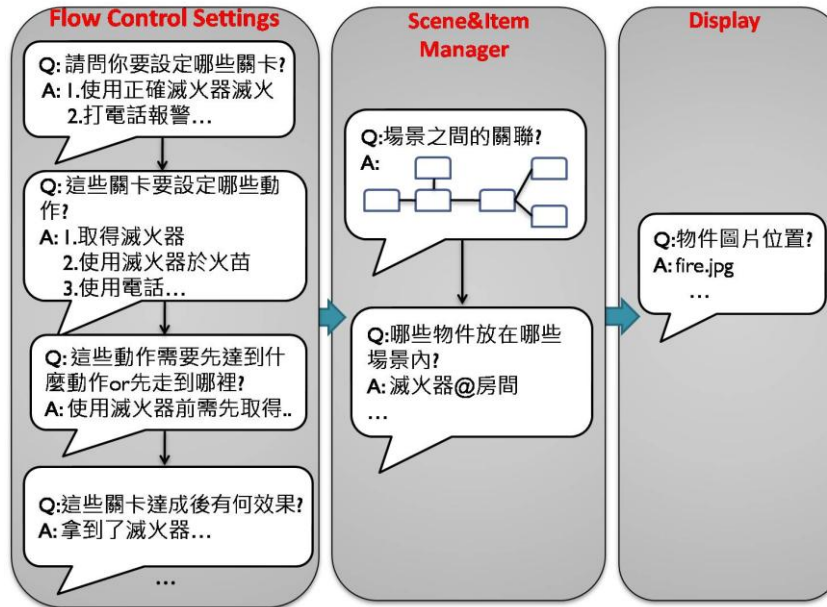 Flow Control Settings
Q: 請問你要設定哪些關卡?
A: 1.使用正確滅火器滅火
2.打電話報警…
Q: 這些關卡要設定哪些動
作?
A: 1.取得滅火器
2.使用滅火器於火苗
3.使用電話…
Q: 這些動作需要先達到什
麼動作or先走到哪裡?
A: 使用滅火器前需先取得..
Q:這些關卡達成後有何效果?
A: 拿到了滅火器…
…
Scene&Item
Manager
Q:場景之間的關聯?
A:
Q:哪些物件放在哪些
場景內?
A: 滅火器@房間
…
Display
Q:物件圖片位置?
A:fire.jpg
…